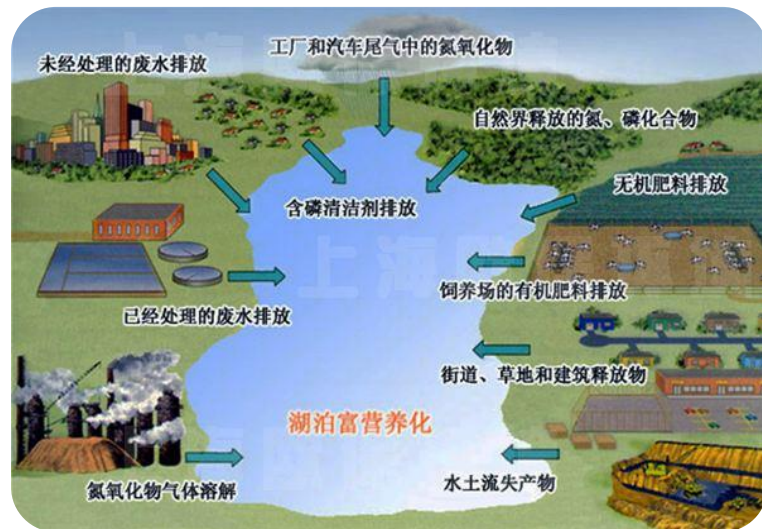 工厂和汽车尾气中的氮氧化物
未经处理的废水排放
自然界释放的氮、磷化合物
无机肥料排放
含磷清洁剂排放
饲养场的有机肥料排放
已经处理的废水排放
街道、草地和建筑释放物
湖泊富营养化
氮氧化物气体溶解
水土流失产物